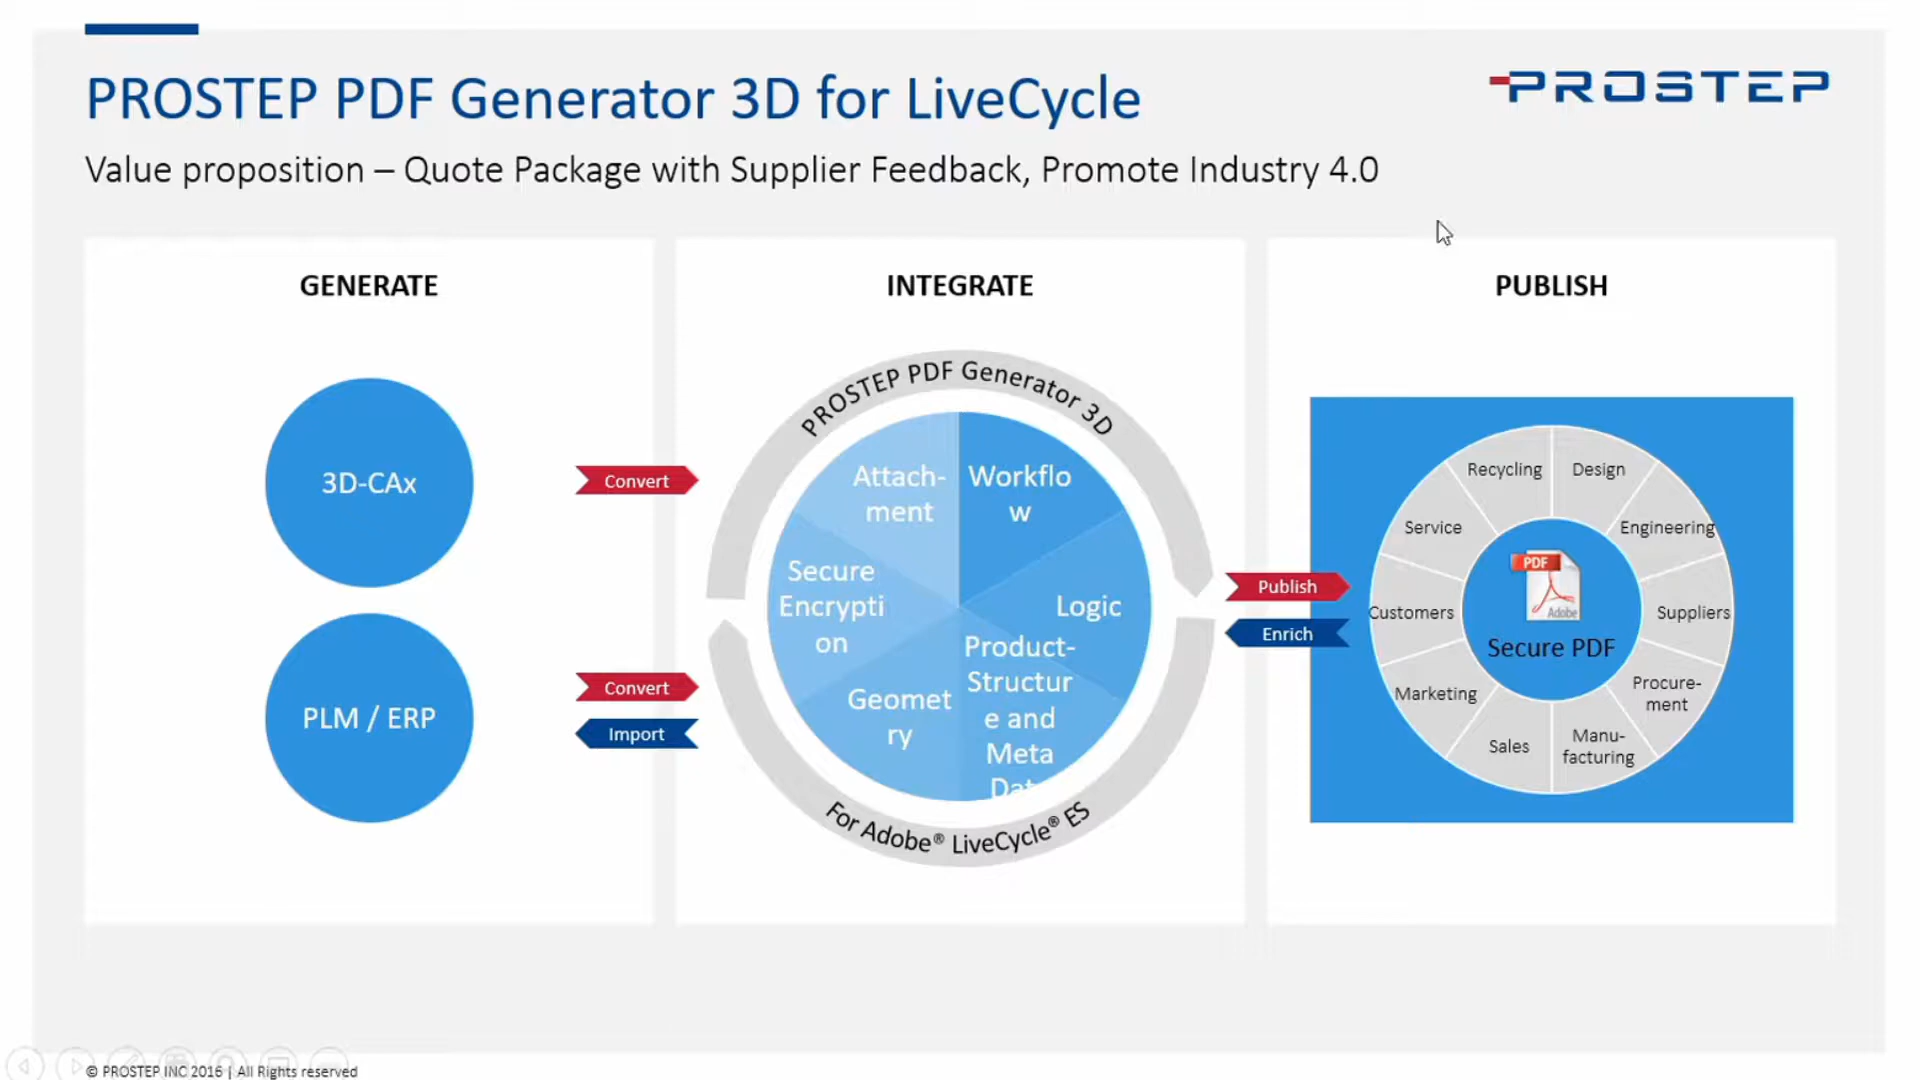 PROSTEP PDF Generator 3D for LiveCycle
PROSTEP
Value proposition – Quote Package with Supplier Feedback, Promote Industry 4.0
GENERATE
3D-CAx
PLM / ERP
Convert
Convert
Import
INTEGRATE
PROSTEP PDF Generator 3D
Attach-
ment
Workflo
w
Secure
Encrypti
on
Logic
Geomet
ry
Product-
Structur
e and
Meta
Dat
For Adobe® LiveCycle® ES
Publish
Enrich
PUBLISH
Recycling
Design
Service
Engineering
Customers
Suppliers
Marketing
Procure-
ment
Sales
Manu-
facturing
PDF
Adobe
Secure PDF
© PROSTEP INC 2016 | All Rights reserved